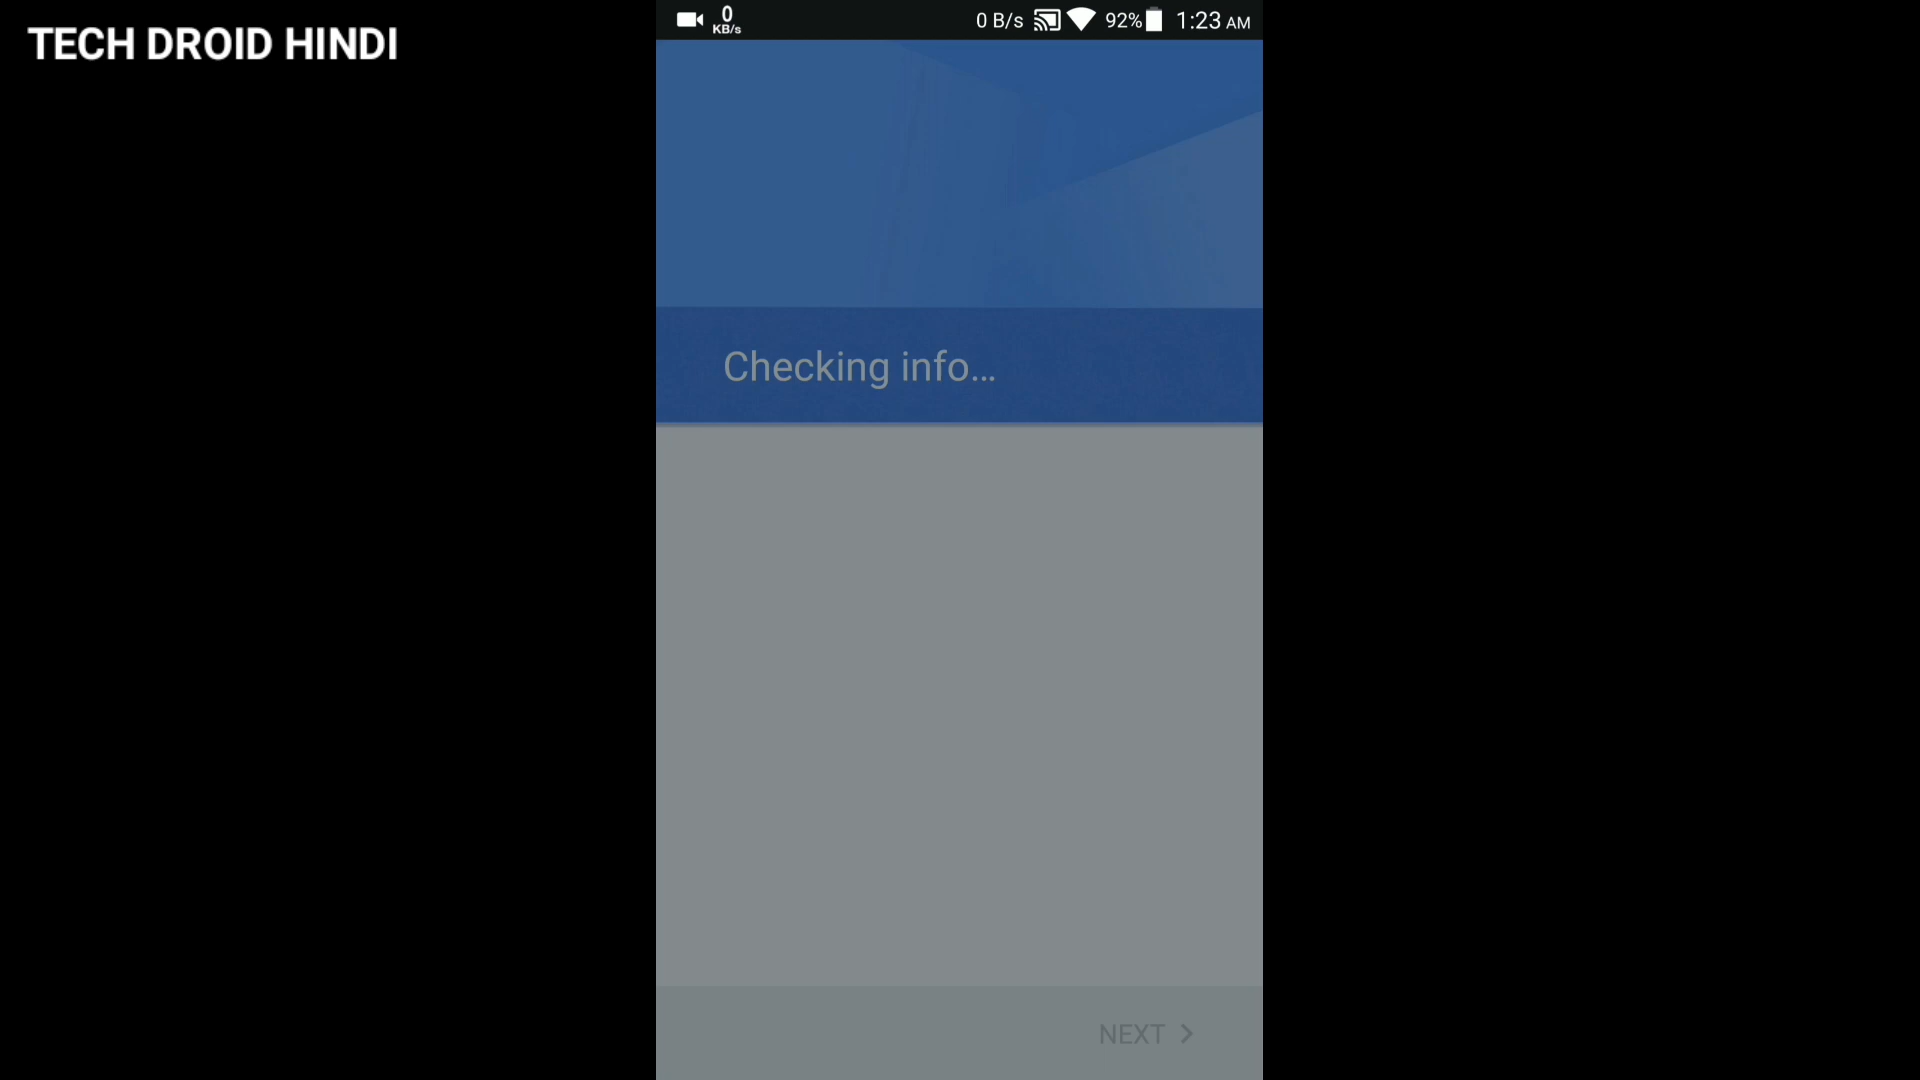 TECH DROID HINDI
0 KB/s 0 B/s 92% 1:23 AM
Checking info...
NEXT